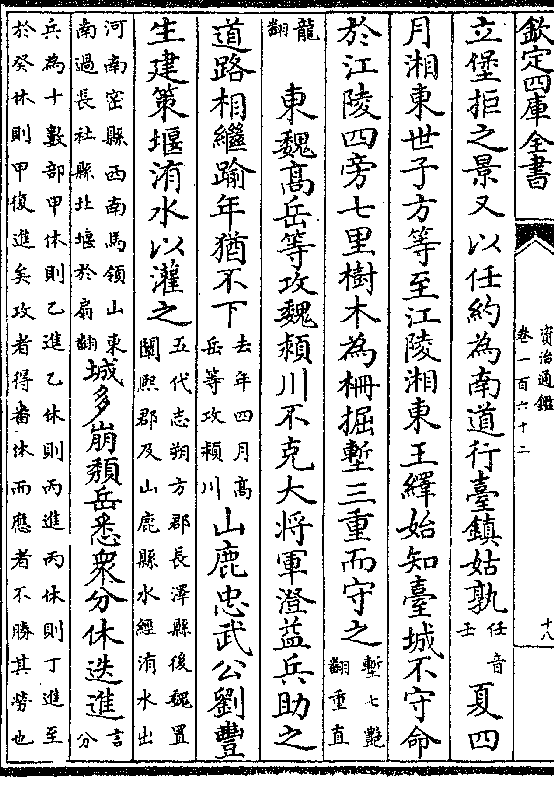 欽定四庫全書
資治通鑑
卷一百六十二
十八
立堡拒之景又以任約為南道行臺鎮姑孰任音壬夏四
月湘東世子方等至江陵湘東王繹始知臺城不守命
於江陵四旁七里樹木為柵掘塹三重而守之塹七艷翻重直
龍翻東魏髙岳等攻魏潁川不克大将軍澄益兵助之
道路相繼踰年猶不下去年四月髙岳等攻潁川山鹿忠武公劉豐
生建策堰洧水以灌之五代志朔方郡長澤縣後魏置闡熈郡及山鹿縣水經洧水出
河南宻縣西南馬領山東南過長社縣北堰於扇翻城多崩頹岳悉衆分休迭進言分
兵為十數部甲休則乙進乙休則丙進丙休則丁進至於癸休則甲復進矣攻者得番休而應者不勝其勞也